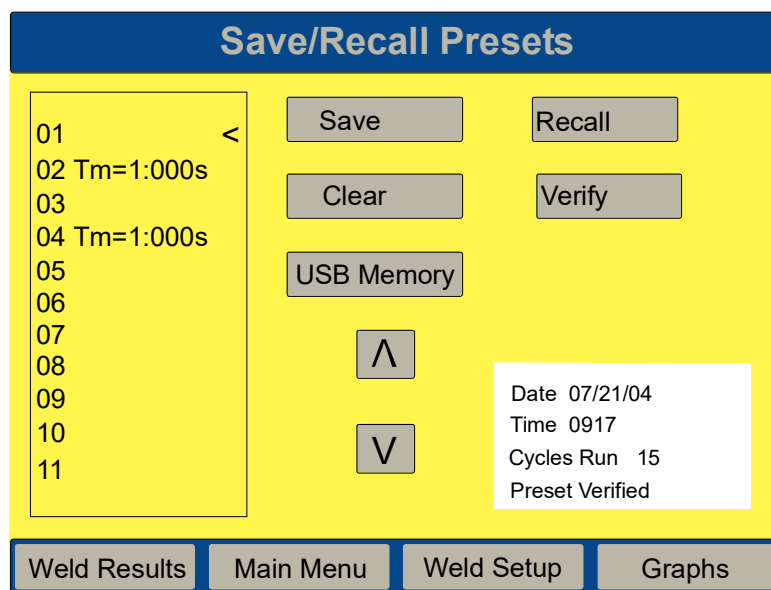 Save/Recall Presets
01 <
02 Tm=1:000s
03
04 Tm=1:000s
05
06
07
08
09
10
11
Save
Recall
Clear
Verify
USB Memory
Λ
V
Date 07/21/04
Time 0917
Cycles Run 15
Preset Verified
Weld Results
Main Menu
Weld Setup
Graphs